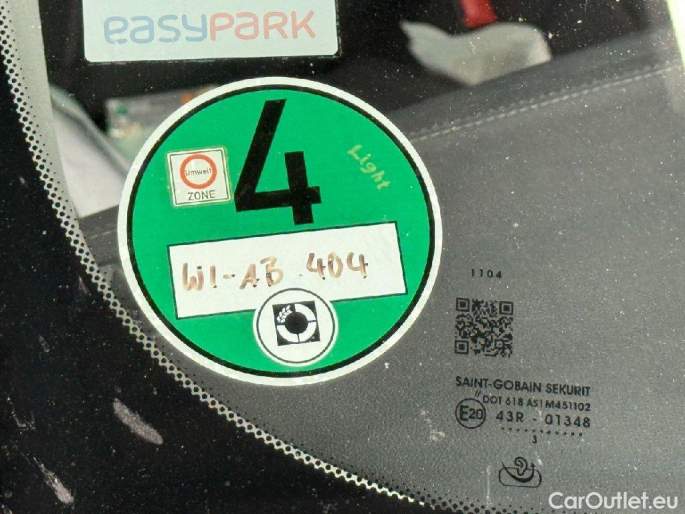 easyPARK
4
Light
Umwelt
ZONE
WI-AB 404
1104
SAINT-GOBAIN SEKURIT
//DOT 618 AS1 M451102
E20 43R - 01348
3
CarOutlet.eu